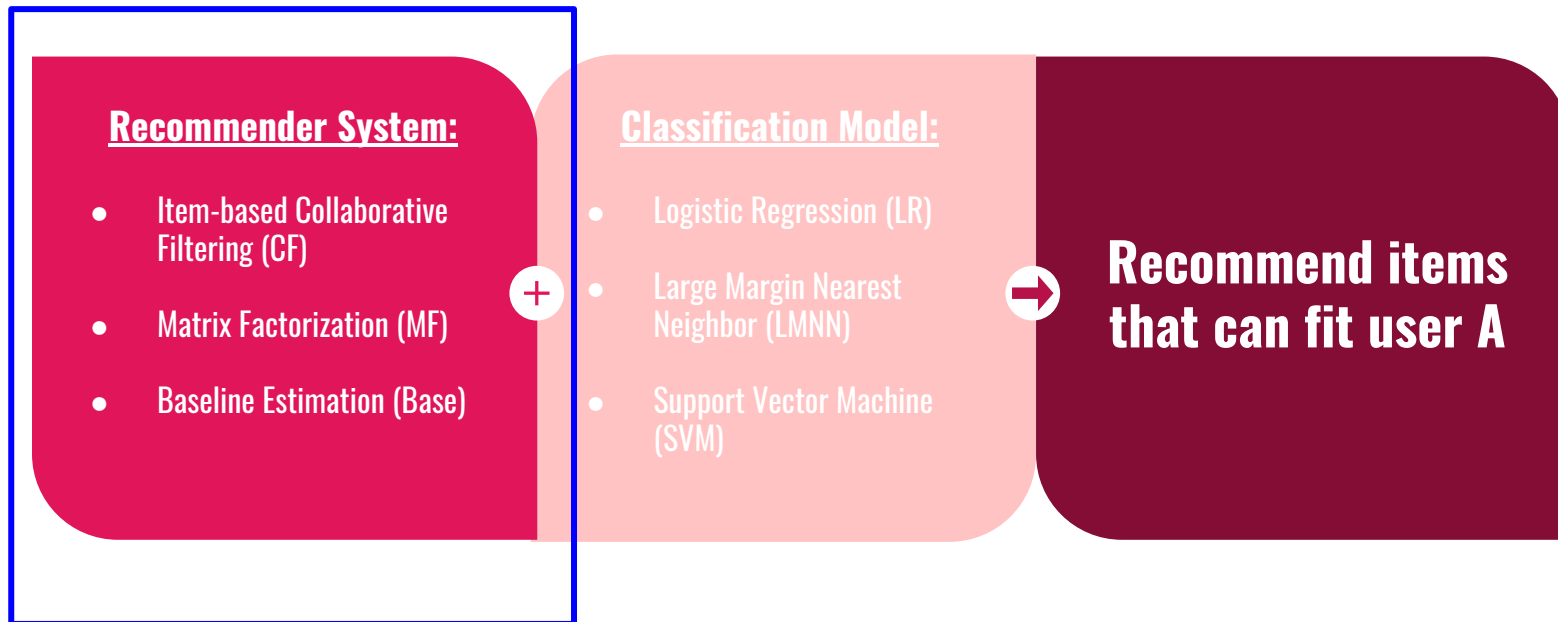 Recommender System:
● Item-based Collaborative
Filtering (CF)
● Matrix Factorization (MF)
● Baseline Estimation (Base)
+
Classification Model:
● Logistic Regression (LR)
● Large Margin Nearest
Neighbor (LMNN)
● Support Vector Machine
(SVM)
Recommend items
that can fit user A